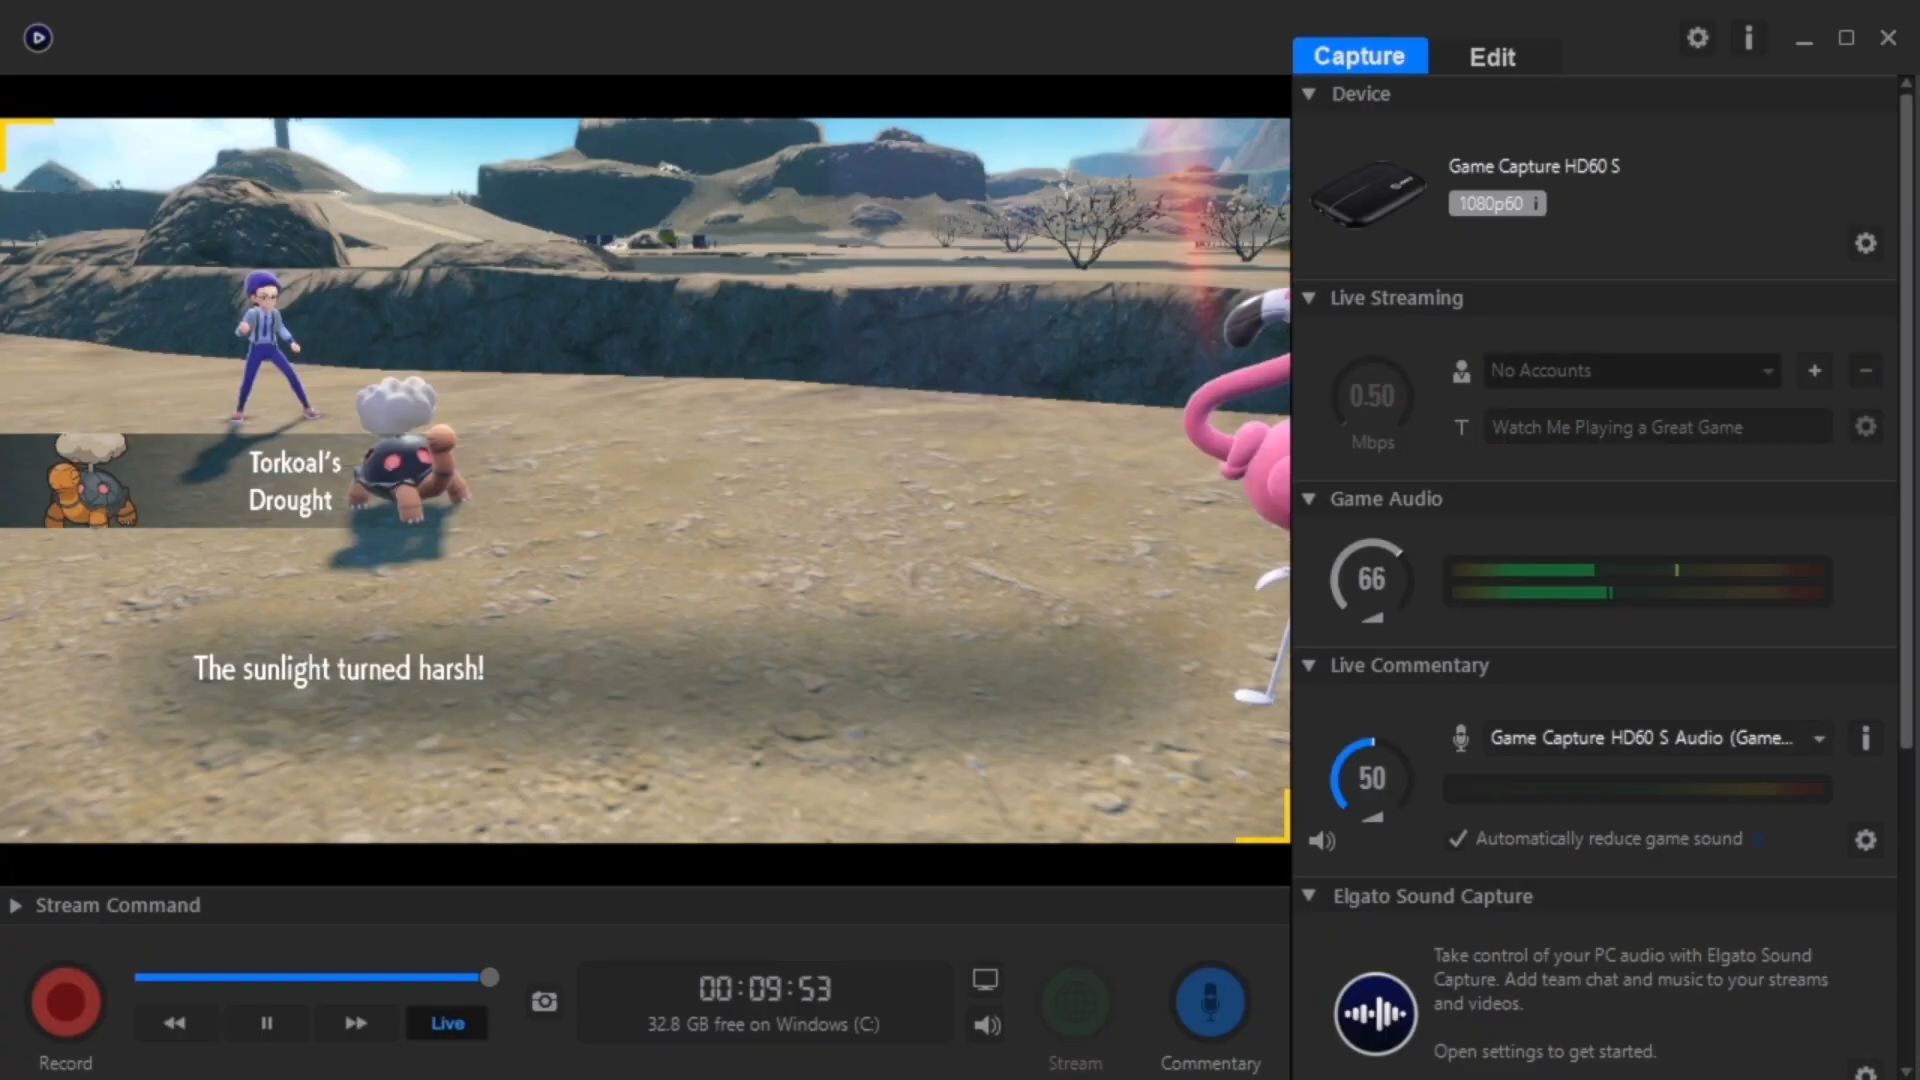 Capture
Edit
Device
Game Capture HD60 S
1080p60 i
Live Streaming
0.50
Mbps
No Accounts
Watch Me Playing a Great Game
Game Audio
66
Live Commentary
50
Game Capture HD60 S Audio (Game...
Automatically reduce game sound
Elgato Sound Capture
Take control of your PC audio with Elgato Sound
Capture. Add team chat and music to your streams
and videos.
Open settings to get started.
Torkoal's
Drought
The sunlight turned harsh!
Stream Command
Record
Live
00:09:53
32.8 GB free on Windows (C:)
Stream
Commentary